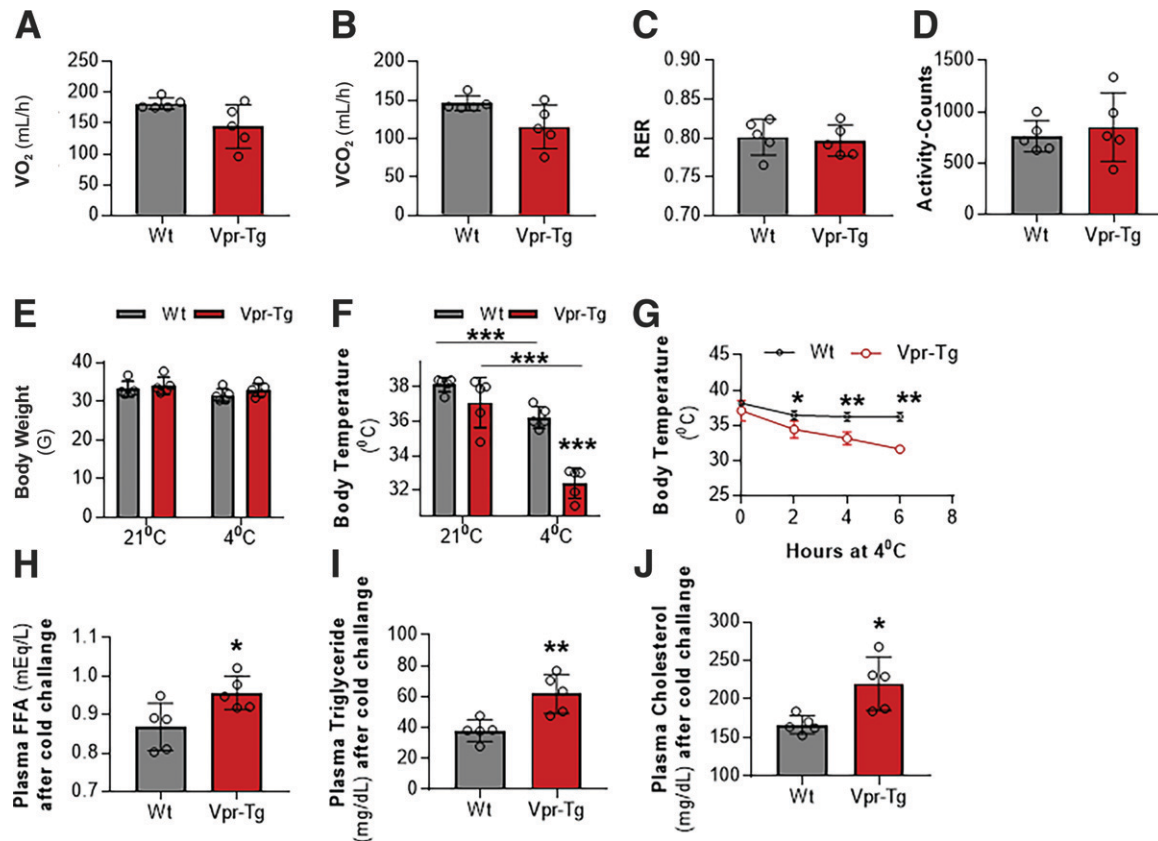 A
VO₂ (mL/h)
250
200
150
100
50
0
Wt Vpr-Tg
B
VCO₂ (mL/h)
200
150
100
50
0
Wt Vpr-Tg
C
RER
0.90
0.85
0.80
0.75
0.70
Wt Vpr-Tg
D
Activity-Counts
1500
1000
500
0
Wt Vpr-Tg
E
Wt Vpr-Tg
Body Weight
(G)
40
30
20
10
0
21⁰C 4⁰C
F
Wt Vpr-Tg
Body Temperature
(⁰C)
38
36
34
32
***
***
***
21⁰C 4⁰C
G
Wt Vpr-Tg
Body Temperature
(⁰C)
45
40
35
30
25
* ** **
0 2 4 6 8
Hours at 4⁰C
H
Plasma FFA (mEq/L)
after cold challange
1.1
1.0
0.9
0.8
0.7
*
Wt Vpr-Tg
I
Plasma Triglyceride
(mg/dL) after cold challange
100
80
60
40
20
0
**
Wt Vpr-Tg
J
Plasma Cholesterol
(mg/dL) after cold challange
300
250
200
150
100
*
Wt Vpr-Tg